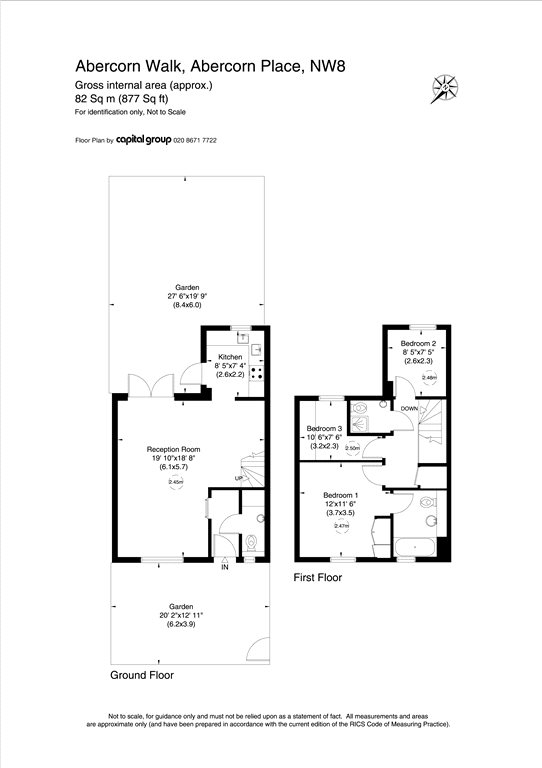 Abercorn Walk, Abercorn Place, NW8
Gross internal area (approx.)
82 Sq m (877 Sq ft)
For identification only, Not to Scale
Floor Plan by capital group 020 8671 7722
N
Garden
27' 6"x19' 9"
(8.4x6.0)
Kitchen
8' 5"x7' 4"
(2.6x2.2)
Reception Room
19' 10"x18' 8"
(6.1x5.7)
2.45m
UP
IN
Garden
20' 2"x12' 11"
(6.2x3.9)
Ground Floor
Bedroom 2
8' 5"x7' 5"
(2.6x2.3)
2.48m
DOWN
Bedroom 3
10' 6"x7' 6"
(3.2x2.3)
2.50m
Bedroom 1
12'x11' 6"
(3.7x3.5)
2.47m
First Floor
Not to scale, for guidance only and must not be relied upon as a statement of fact. All measurements and areas
are approximate only (and have been prepared in accordance with the current edition of the RICS Code of Measuring Practice).